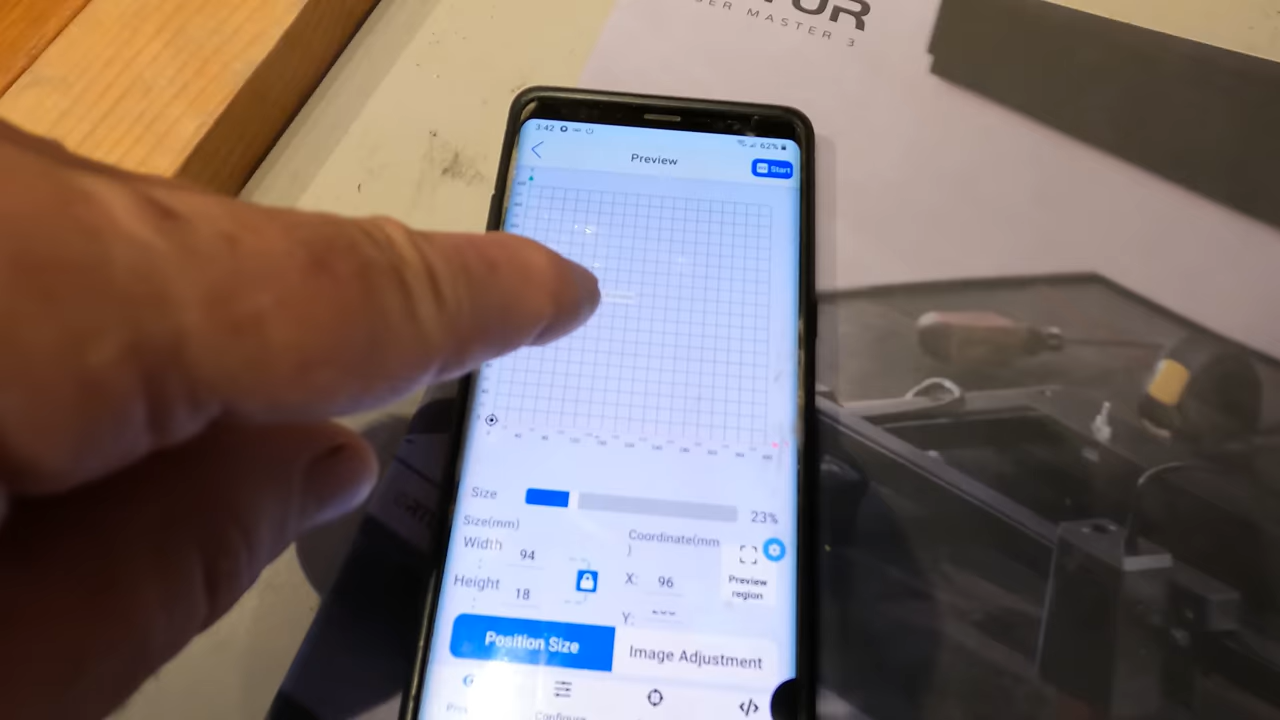 SER MASTER 3
3:42
62%
Preview
Start
Size
23%
Size(mm)
Coordinate(mm
)
Width
94
X:
96
Preview
region
Height
18
Y:
Position Size
Image Adjustment